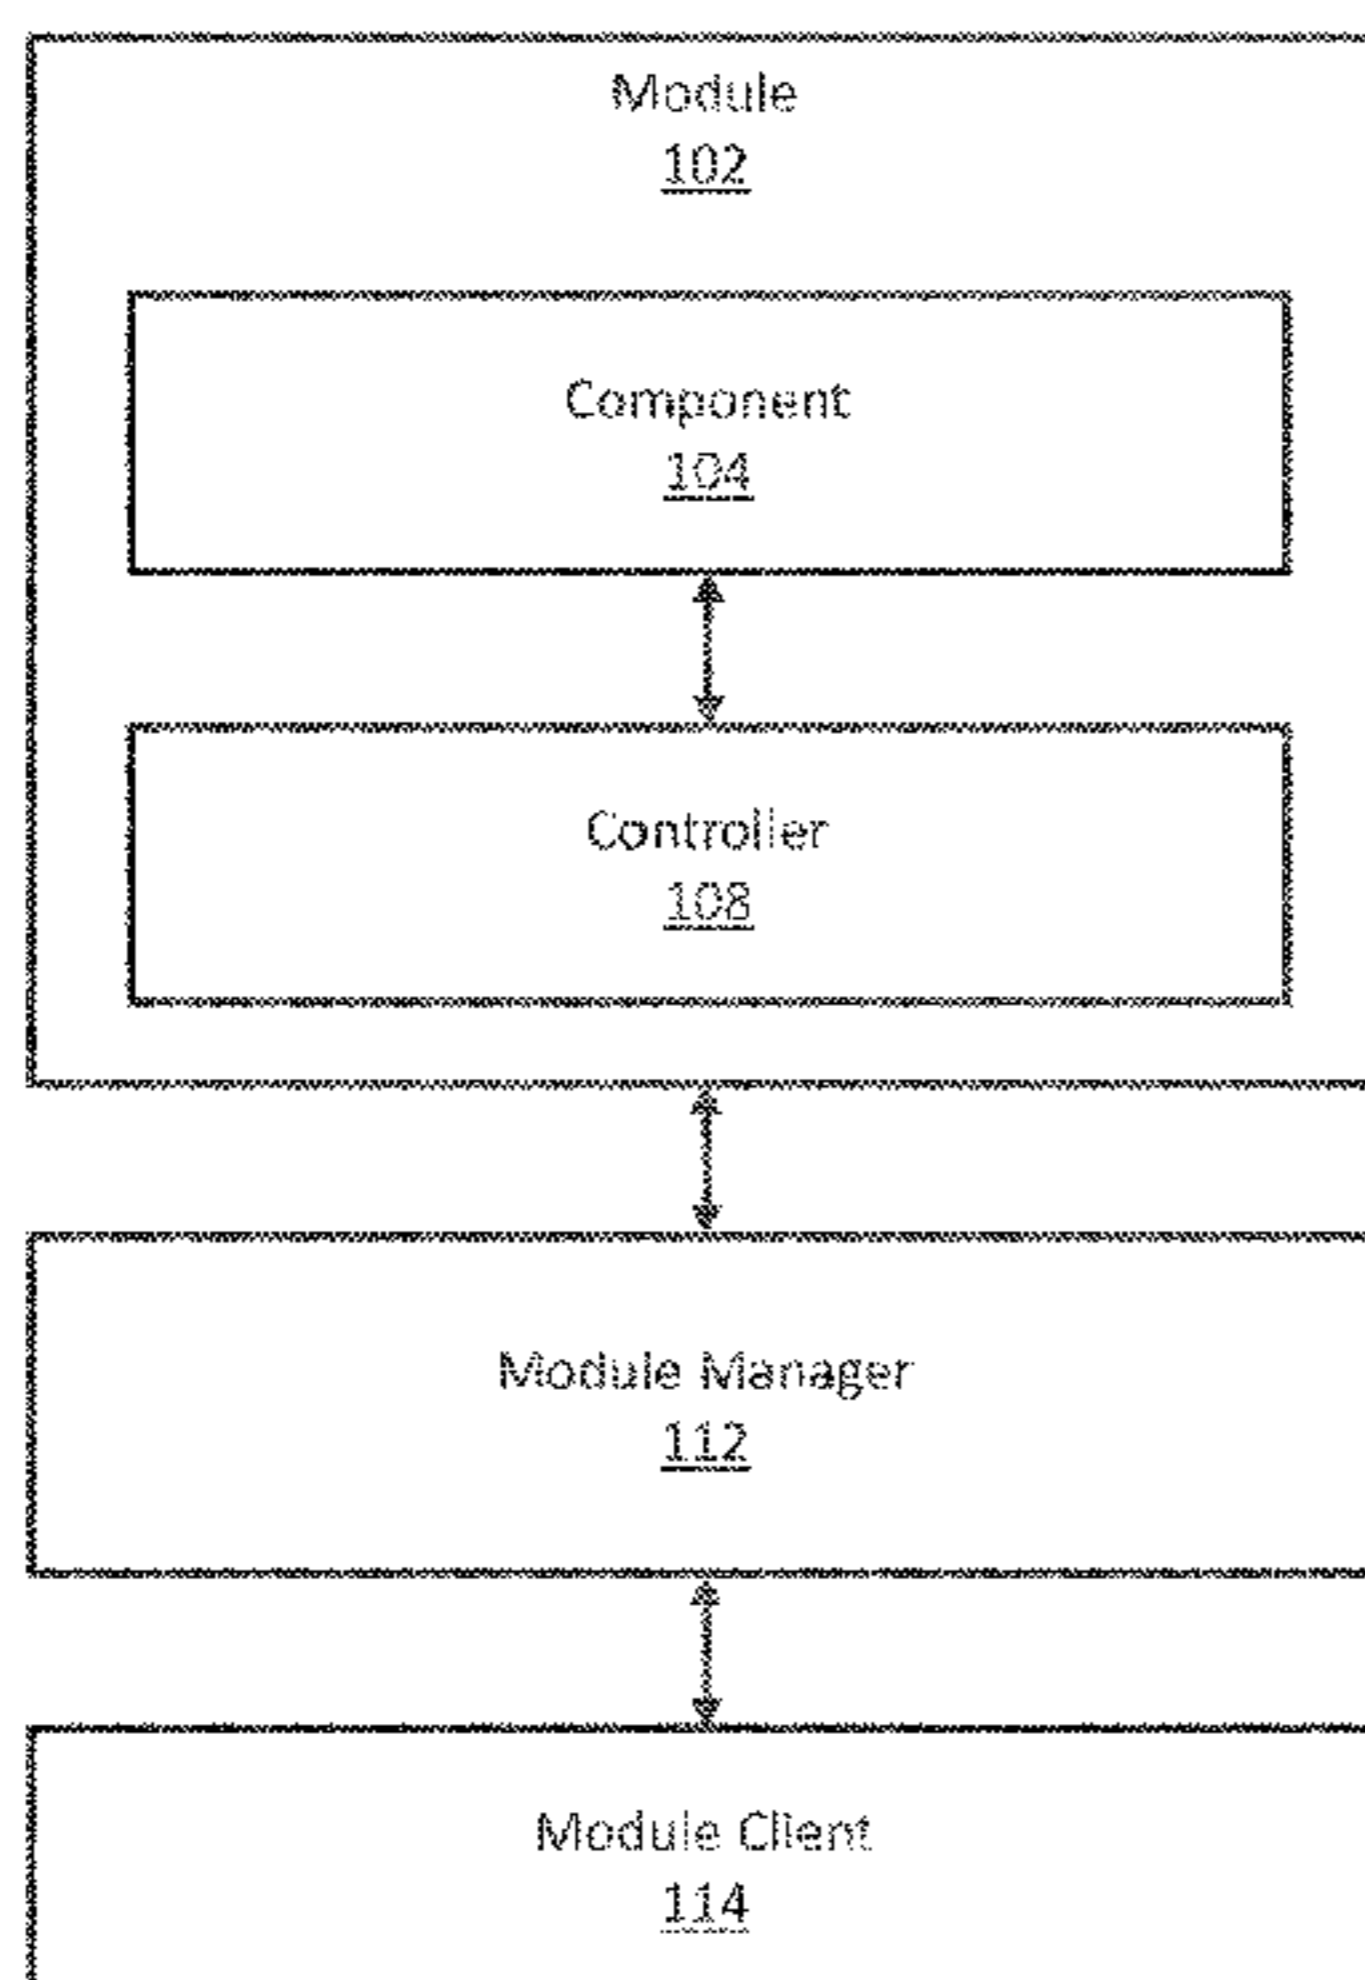 Module
102
Component
104
Controller
108
Module Manager
112
Module Client
114